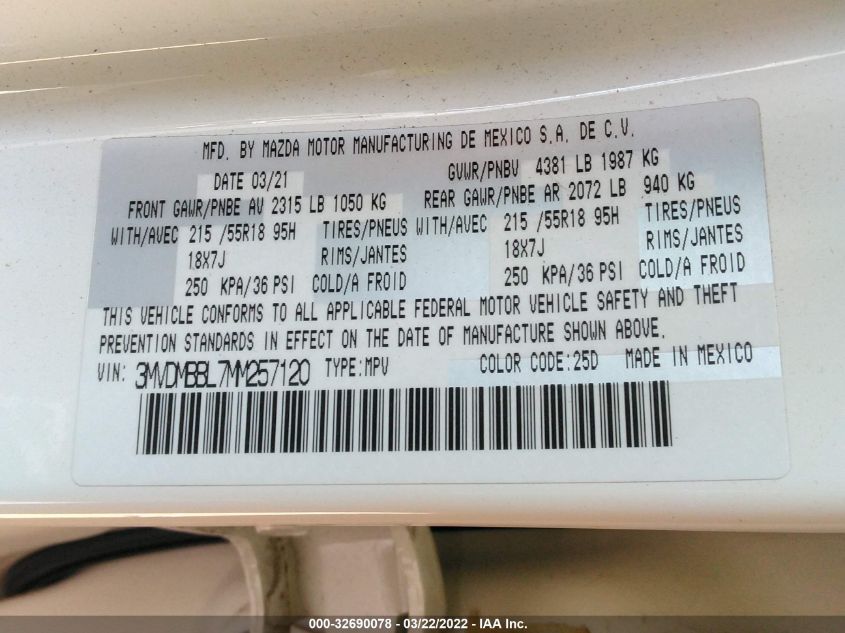 MFD. BY MAZDA MOTOR MANUFACTURING DE MEXICO S.A. DE C.V.
DATE 03/21 GVWR/PNBV 4381 LB 1987 KG
FRONT GAWR/PNBE AV 2315 LB 1050 KG REAR GAWR/PNBE AR 2072 LB 940 KG
WITH/AVEC 215 /55R18 95H TIRES/PNEUS WITH/AVEC 215 /55R18 95H TIRES/PNEUS
18X7J RIMS/JANTES 18X7J RIMS/JANTES
250 KPA/36 PSI COLD/A FROID 250 KPA/36 PSI COLD/A FROID
THIS VEHICLE CONFORMS TO ALL APPLICABLE FEDERAL MOTOR VEHICLE SAFETY AND THEFT
PREVENTION STANDARDS IN EFFECT ON THE DATE OF MANUFACTURE SHOWN ABOVE.
VIN: 3MVDMBBL7MM257120 TYPE:MPV COLOR CODE:25D MADE IN MEXICO
000-32690078 - 03/22/2022 - IAA Inc.